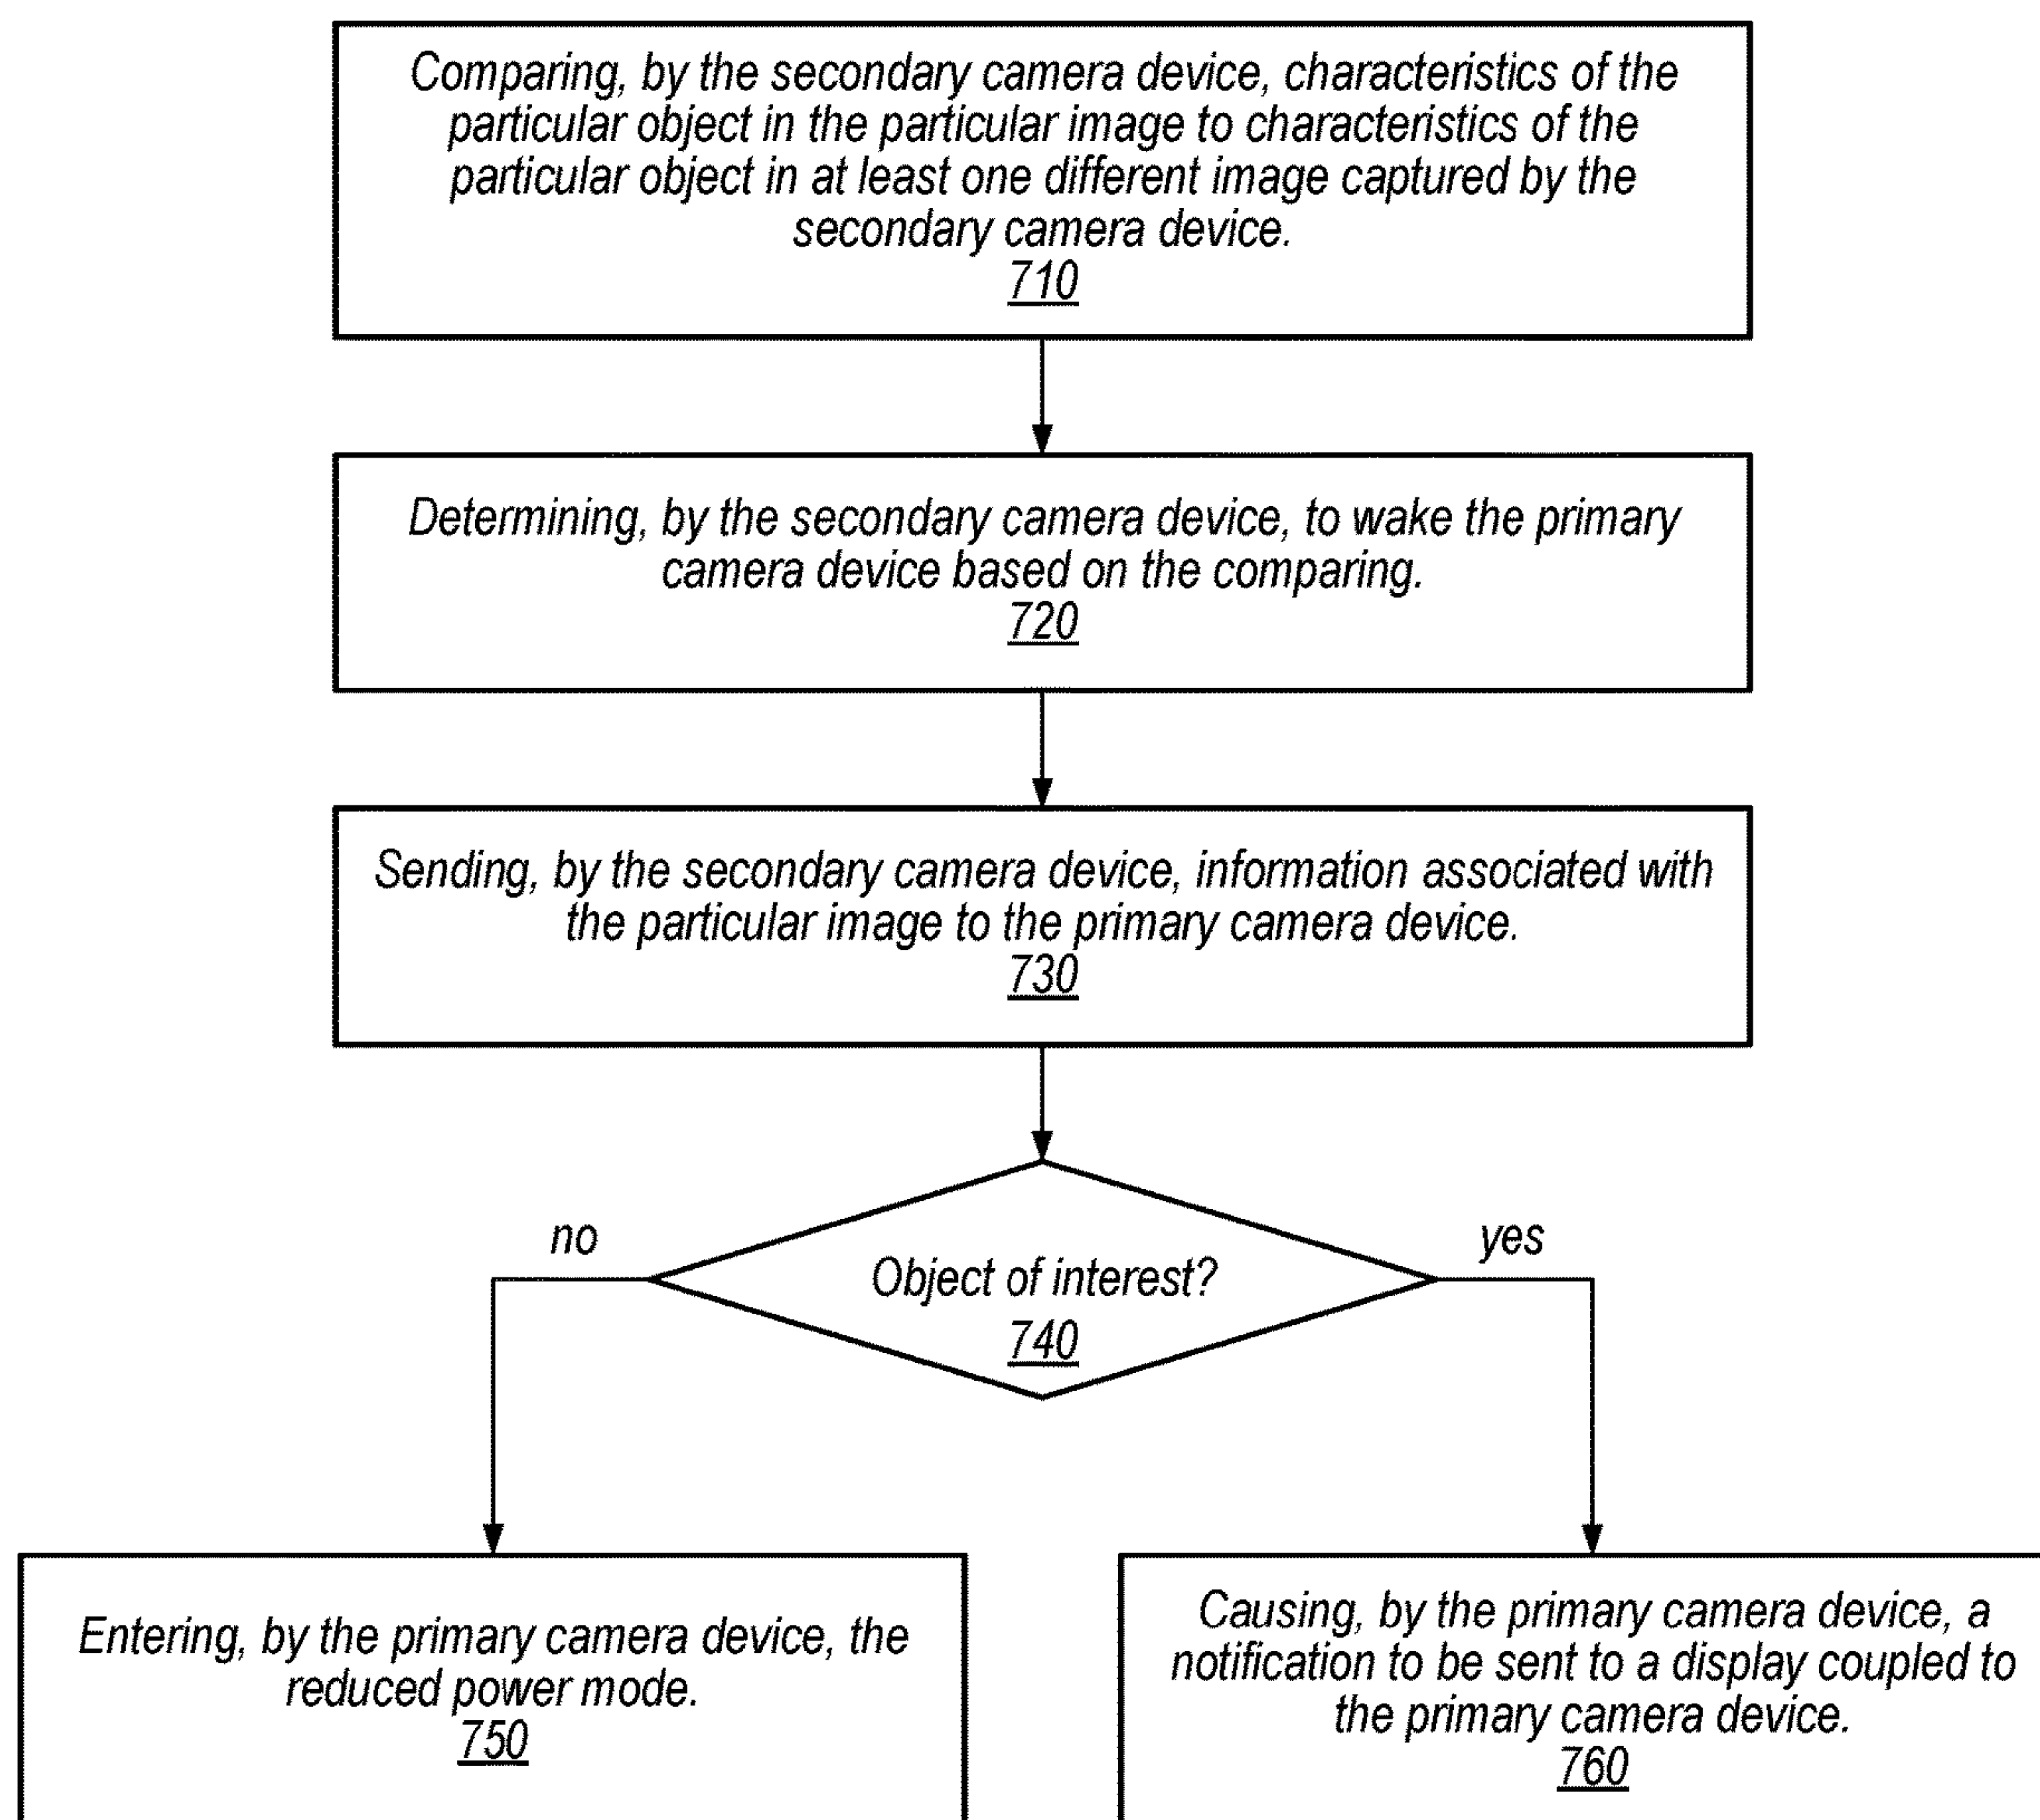 Comparing, by the secondary camera device, characteristics of the
particular object in the particular image to characteristics of the
particular object in at least one different image captured by the
secondary camera device.
710
Determining, by the secondary camera device, to wake the primary
camera device based on the comparing.
720
Sending, by the secondary camera device, information associated with
the particular image to the primary camera device.
730
no
yes
Object of interest?
740
Entering, by the primary camera device, the
reduced power mode.
750
Causing, by the primary camera device, a
notification to be sent to a display coupled to
the primary camera device.
760